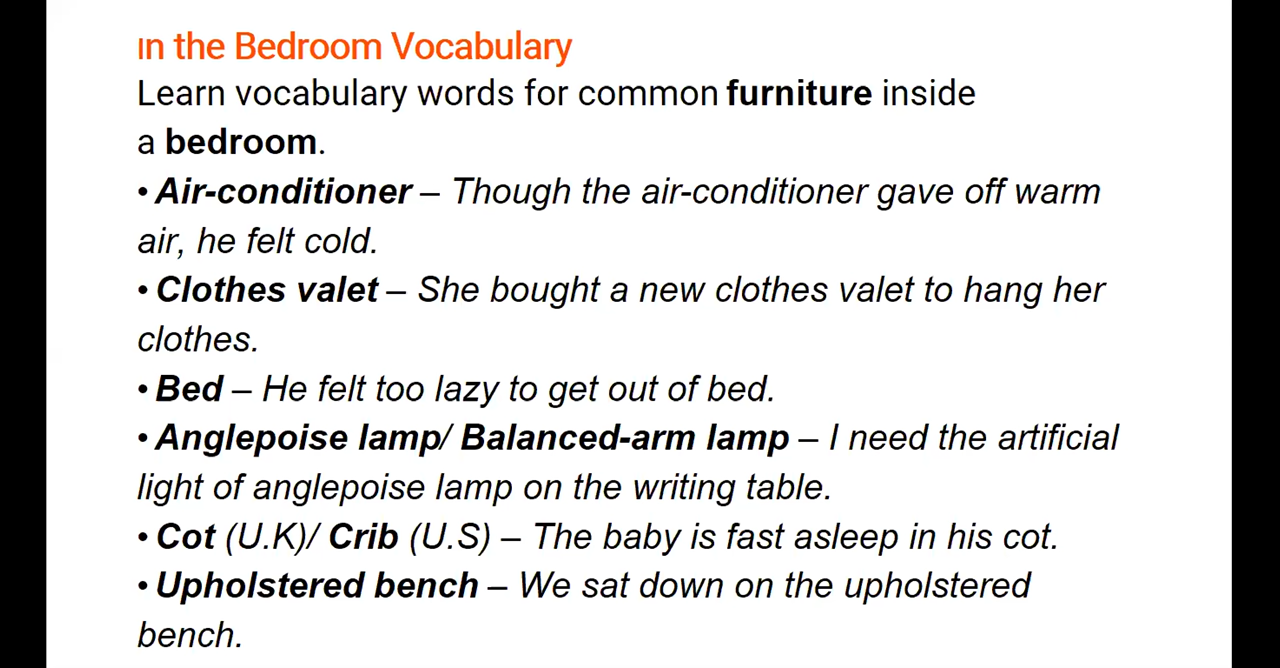 In the Bedroom Vocabulary
Learn vocabulary words for common furniture inside
a bedroom.
• Air-conditioner – Though the air-conditioner gave off warm
air, he felt cold.
• Clothes valet – She bought a new clothes valet to hang her
clothes.
• Bed – He felt too lazy to get out of bed.
• Anglepoise lamp/ Balanced-arm lamp – I need the artificial
light of anglepoise lamp on the writing table.
• Cot (U.K)/ Crib (U.S) – The baby is fast asleep in his cot.
• Upholstered bench – We sat down on the upholstered
bench.